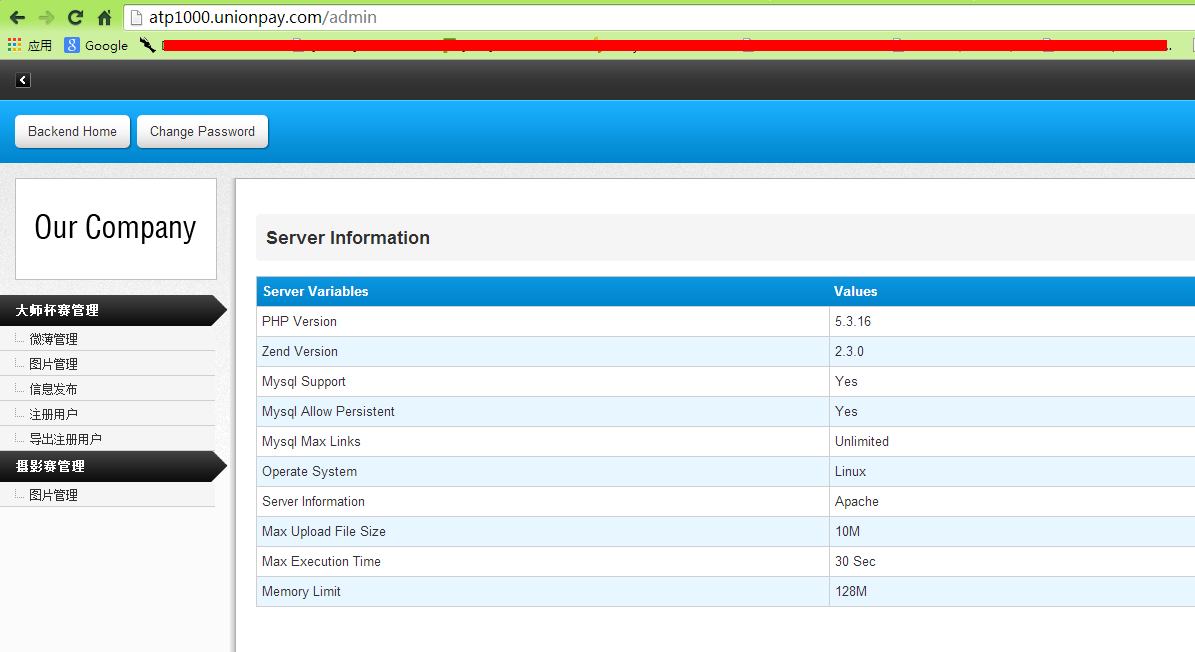 atp1000.unionpay.com/admin
应用 Google
Backend Home Change Password
Our Company
大师杯赛管理
微薄管理
图片管理
信息发布
注册用户
导出注册用户
摄影赛管理
图片管理
Server Information
Server Variables Values
PHP Version 5.3.16
Zend Version 2.3.0
Mysql Support Yes
Mysql Allow Persistent Yes
Mysql Max Links Unlimited
Operate System Linux
Server Information Apache
Max Upload File Size 10M
Max Execution Time 30 Sec
Memory Limit 128M